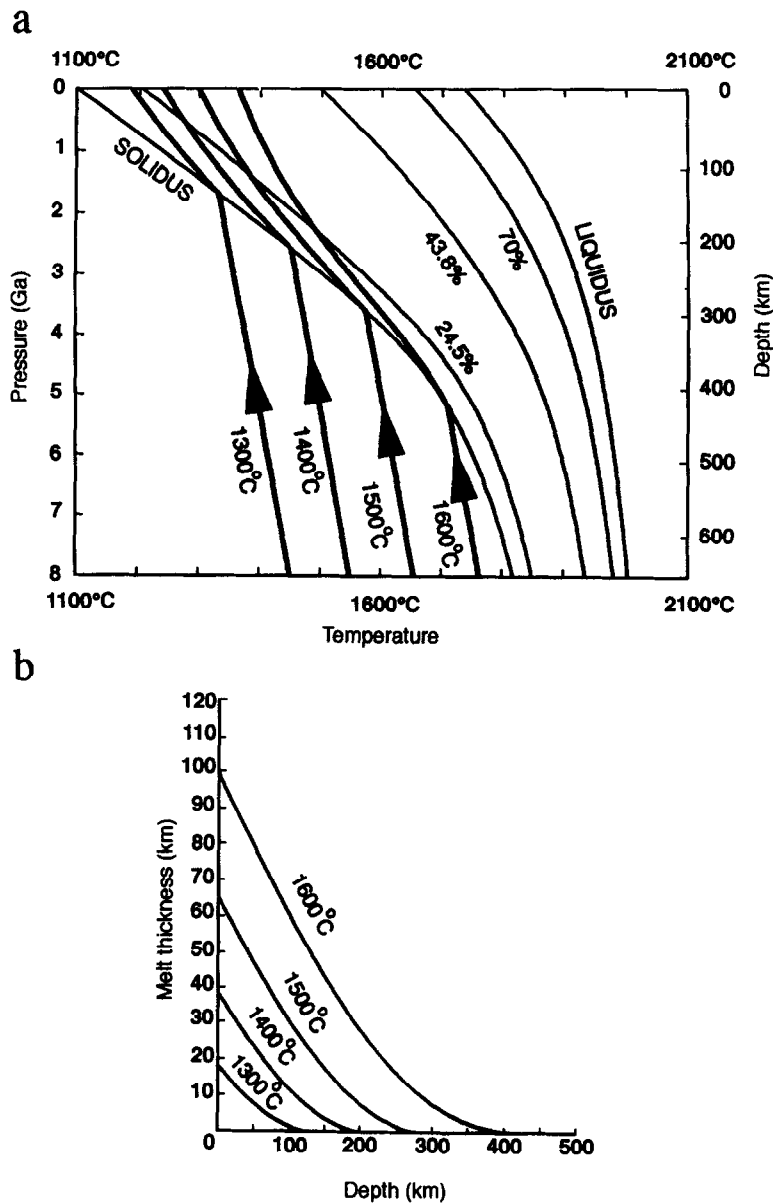 a
1100°C 1600°C 2100°C
0 0
SOLIDUS
1 100
2 200
43.8% 70% LIQUIDUS
3
24.5%
300
4
Pressure (Ga)
Depth (km)
5 400
1300°C 1400°C 1500°C 1600°C
6 500
7 600
8
1100°C 1600°C 2100°C
Temperature
b
120
110
100
90
80
70
60
50
40
30
20
10
Melt thickness (km)
1600°C
1500°C
1400°C
1300°C
0 100 200 300 400 500
Depth (km)